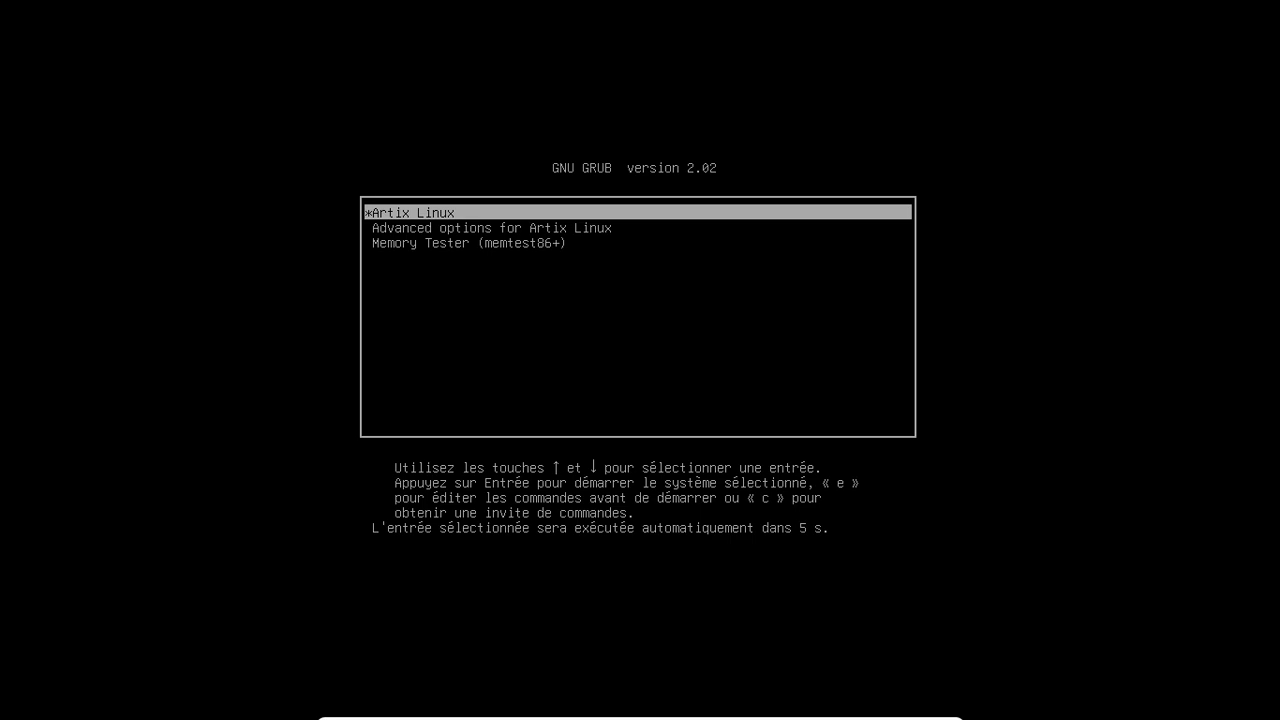 GNU GRUB  version 2.02
*Artix Linux
Advanced options for Artix Linux
Memory Tester (memtest86+)
Utilisez les touches ↑ et ↓ pour sélectionner une entrée.
Appuyez sur Entrée pour démarrer le système sélectionné, « e »
pour éditer les commandes avant de démarrer ou « c » pour
obtenir une invite de commandes.
L'entrée sélectionnée sera exécutée automatiquement dans 5 s.